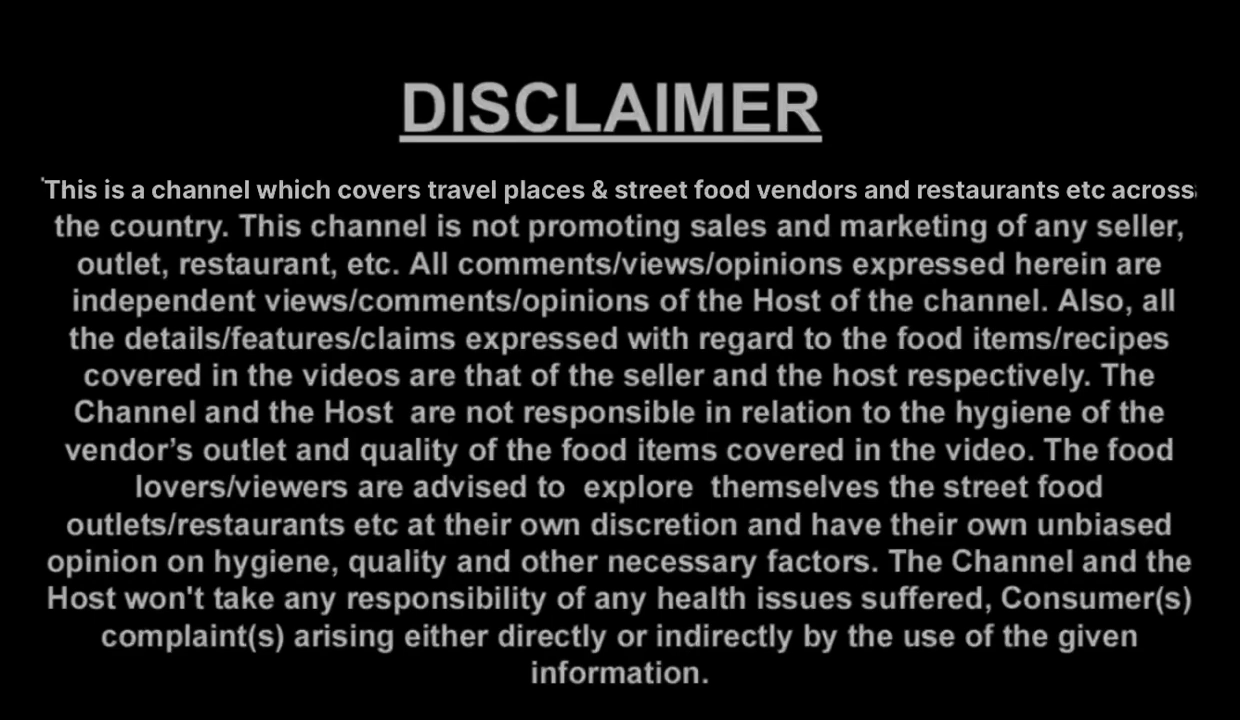 DISCLAIMER
This is a channel which covers travel places & street food vendors and restaurants etc across
the country. This channel is not promoting sales and marketing of any seller,
outlet, restaurant, etc. All comments/views/opinions expressed herein are
independent views/comments/opinions of the Host of the channel. Also, all
the details/features/claims expressed with regard to the food items/recipes
covered in the videos are that of the seller and the host respectively. The
Channel and the Host  are not responsible in relation to the hygiene of the
vendor’s outlet and quality of the food items covered in the video. The food
lovers/viewers are advised to  explore  themselves the street food
outlets/restaurants etc at their own discretion and have their own unbiased
opinion on hygiene, quality and other necessary factors. The Channel and the
Host won't take any responsibility of any health issues suffered, Consumer(s)
complaint(s) arising either directly or indirectly by the use of the given
information.